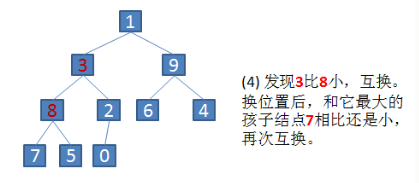 1
3 9
8 2 6 4
7 5 0
(4) 发现3比8小，互换。
换位置后，和它最大的
孩子结点7相比还是小，
再次互换。